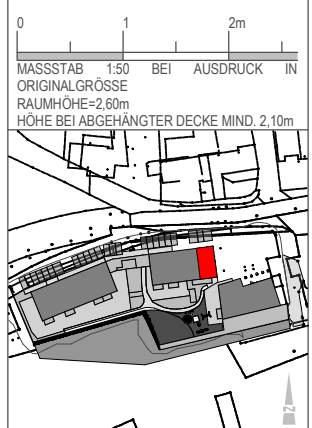 0 1 2m
MASSSTAB 1:50 BEI AUSDRUCK IN
ORIGINALGRÖSSE
RAUMHÖHE=2,60m
HÖHE BEI ABGEHÄNGTER DECKE MIND. 2,10m
N